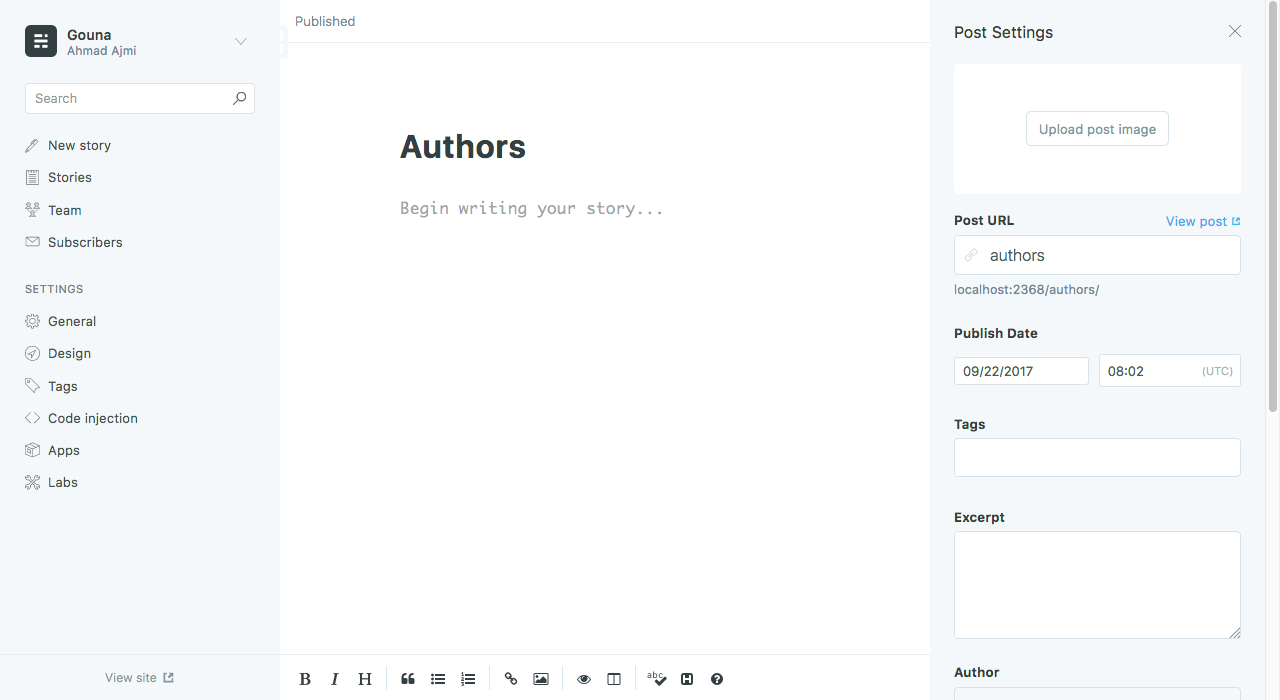 Gouna
Ahmad Ajmi
Search
New story
Stories
Team
Subscribers
SETTINGS
General
Design
Tags
Code injection
Apps
Labs
View site
Published
Authors
Begin writing your story...
B I H
abc
H
?
Post Settings
Upload post image
Post URL
View post
authors
localhost:2368/authors/
Publish Date
09/22/2017
08:02 (UTC)
Tags
Excerpt
Author